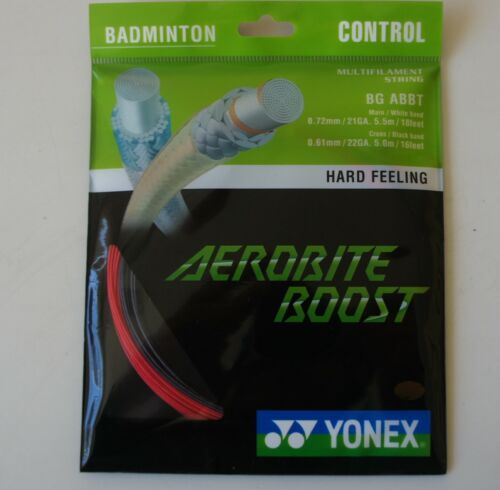 BADMINTON
CONTROL
MULTIFILAMENT
STRING
BG ABBT
Main / White band
0.72mm/21GA. 5.5m/18feet
Cross / Black band
0.61mm/22GA. 5.0m/16feet
HARD FEELING
AEROBITE
BOOST
YONEX